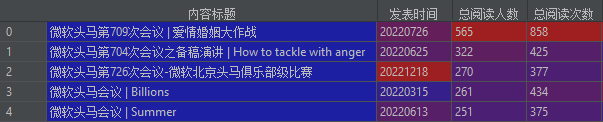 内容标题 发表时间 总阅读人数 总阅读次数
0 微软头马第709次会议 | 爱情婚姻大作战 20220726 565 858
1 微软头马第704次会议之备稿演讲 | How to tackle with anger 20220625 322 425
2 微软头马第726次会议-微软北京头马俱乐部级比赛 20221218 270 377
3 微软头马会议 | Billions 20220315 261 434
4 微软头马会议 | Summer 20220613 251 375